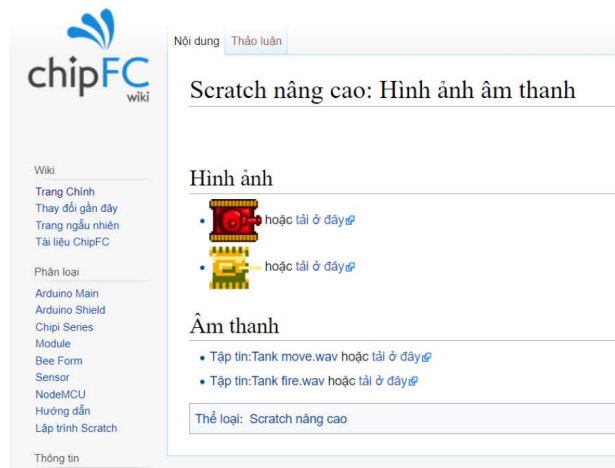 chipFC
wiki
Nội dung
Thảo luận
Scratch nâng cao: Hình ảnh âm thanh
Wiki
Trang Chính
Thay đổi gần đây
Trang ngẫu nhiên
Tài liệu ChipFC
Phân loại
Arduino Main
Arduino Shield
Chipi Series
Module
Bee Form
Sensor
NodeMCU
Hướng dẫn
Lập trình Scratch
Thông tin
Hình ảnh
hoặc tải ở đây
hoặc tải ở đây
Âm thanh
Tập tin:Tank move.wav hoặc tải ở đây
Tập tin:Tank fire.wav hoặc tải ở đây
Thể loại: Scratch nâng cao